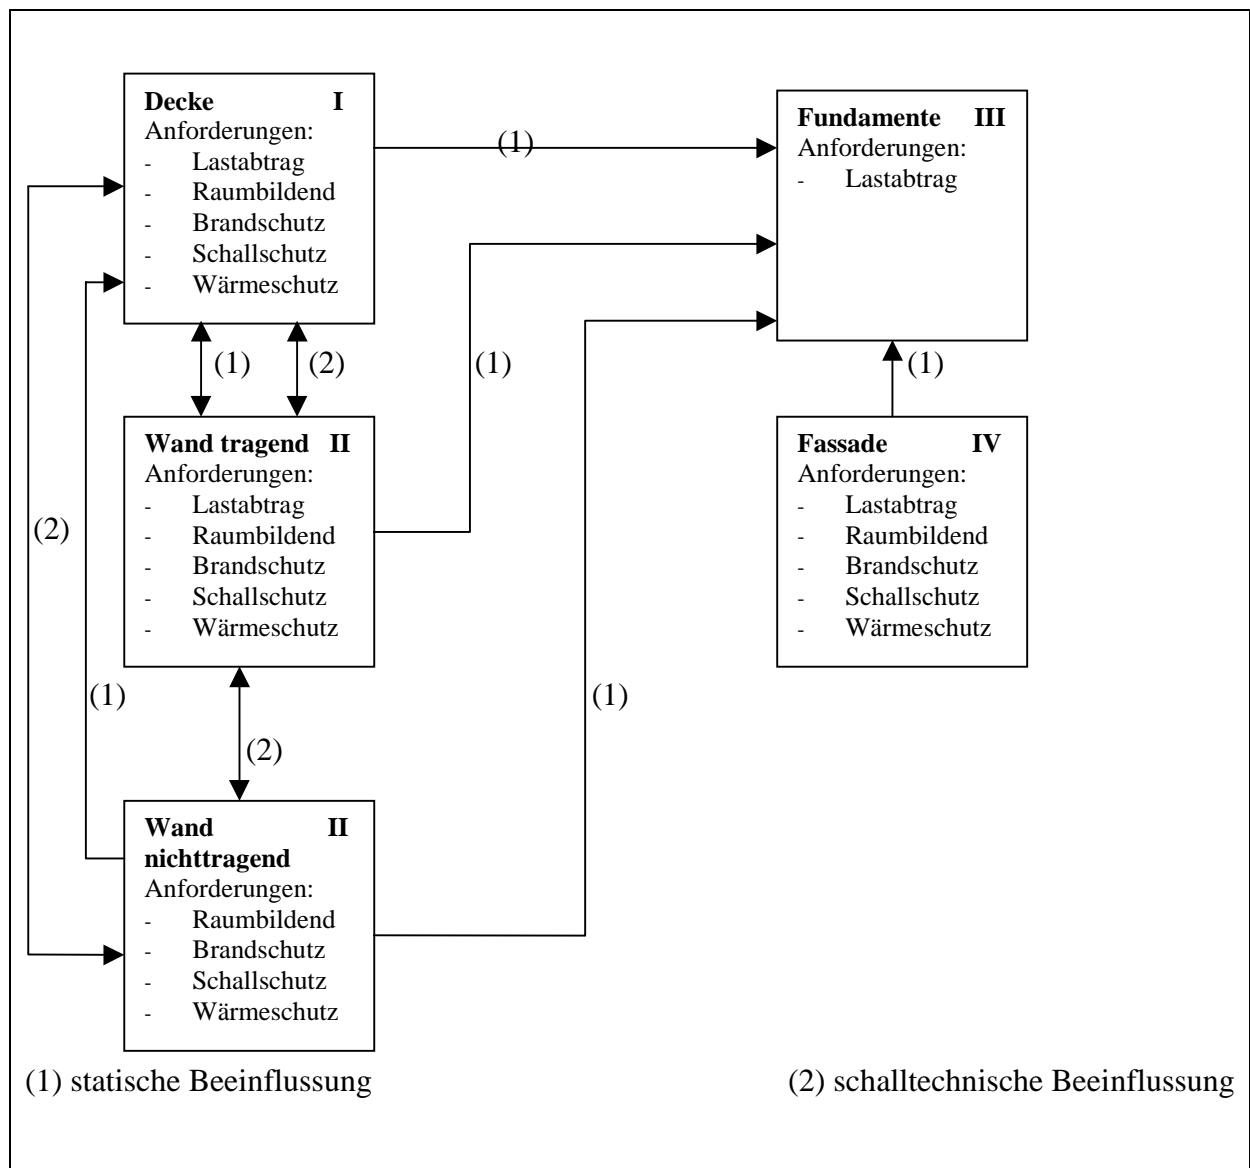 Decke I
Anforderungen:
- Lastabtrag
- Raumbildend
- Brandschutz
- Schallschutz
- Wärmeschutz
(1)
Fundamente III
Anforderungen:
- Lastabtrag
(1)
(2)
(1)
(1)
Wand tragend II
Anforderungen:
- Lastabtrag
- Raumbildend
- Brandschutz
- Schallschutz
- Wärmeschutz
Fassade IV
Anforderungen:
- Lastabtrag
- Raumbildend
- Brandschutz
- Schallschutz
- Wärmeschutz
(2)
(1)
(1)
(2)
Wand II
nichttragend
Anforderungen:
- Raumbildend
- Brandschutz
- Schallschutz
- Wärmeschutz
(1) statische Beeinflussung
(2) schalltechnische Beeinflussung